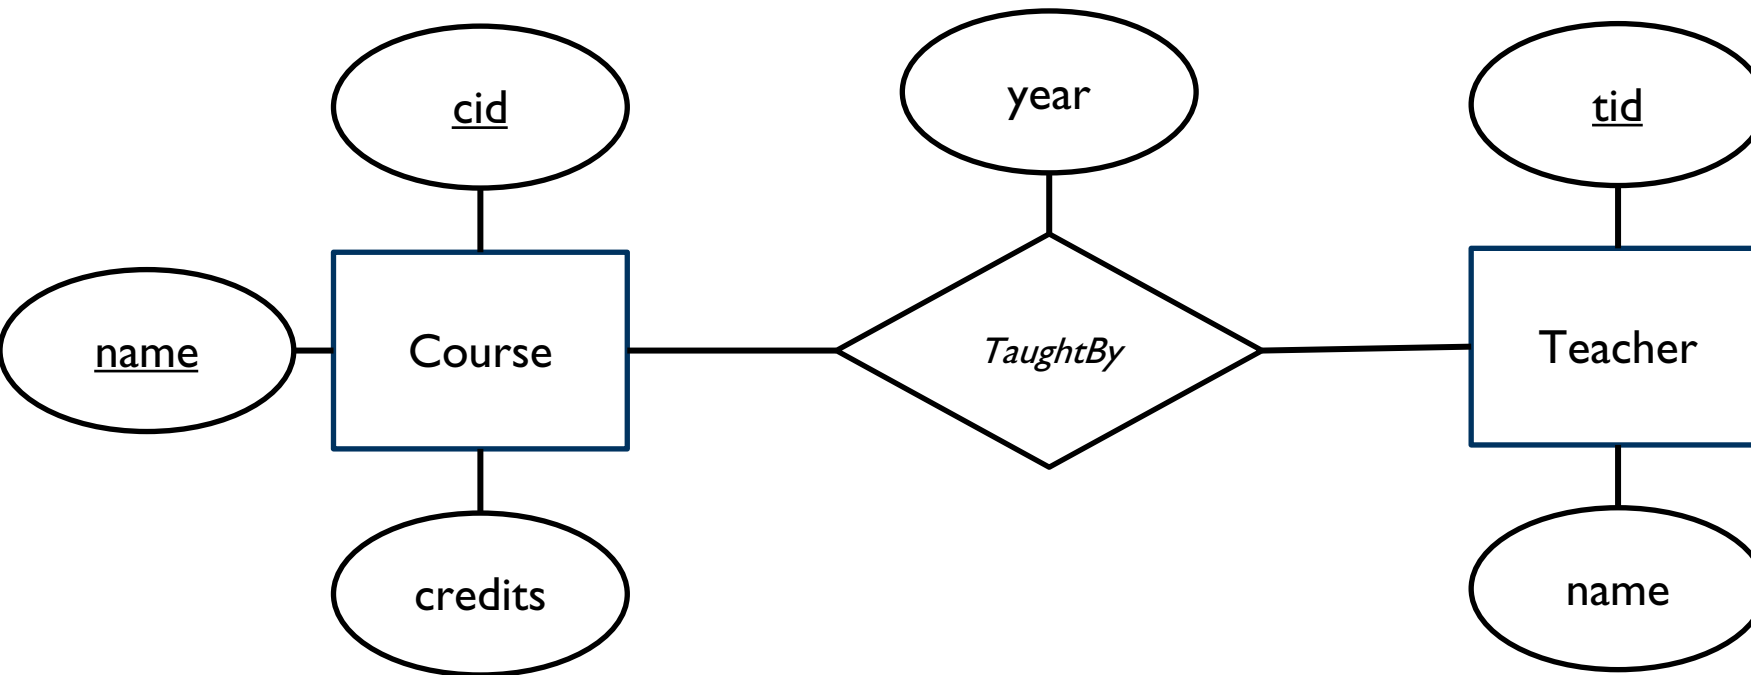 cid
year
tid
name
Course
TaughtBy
Teacher
credits
name